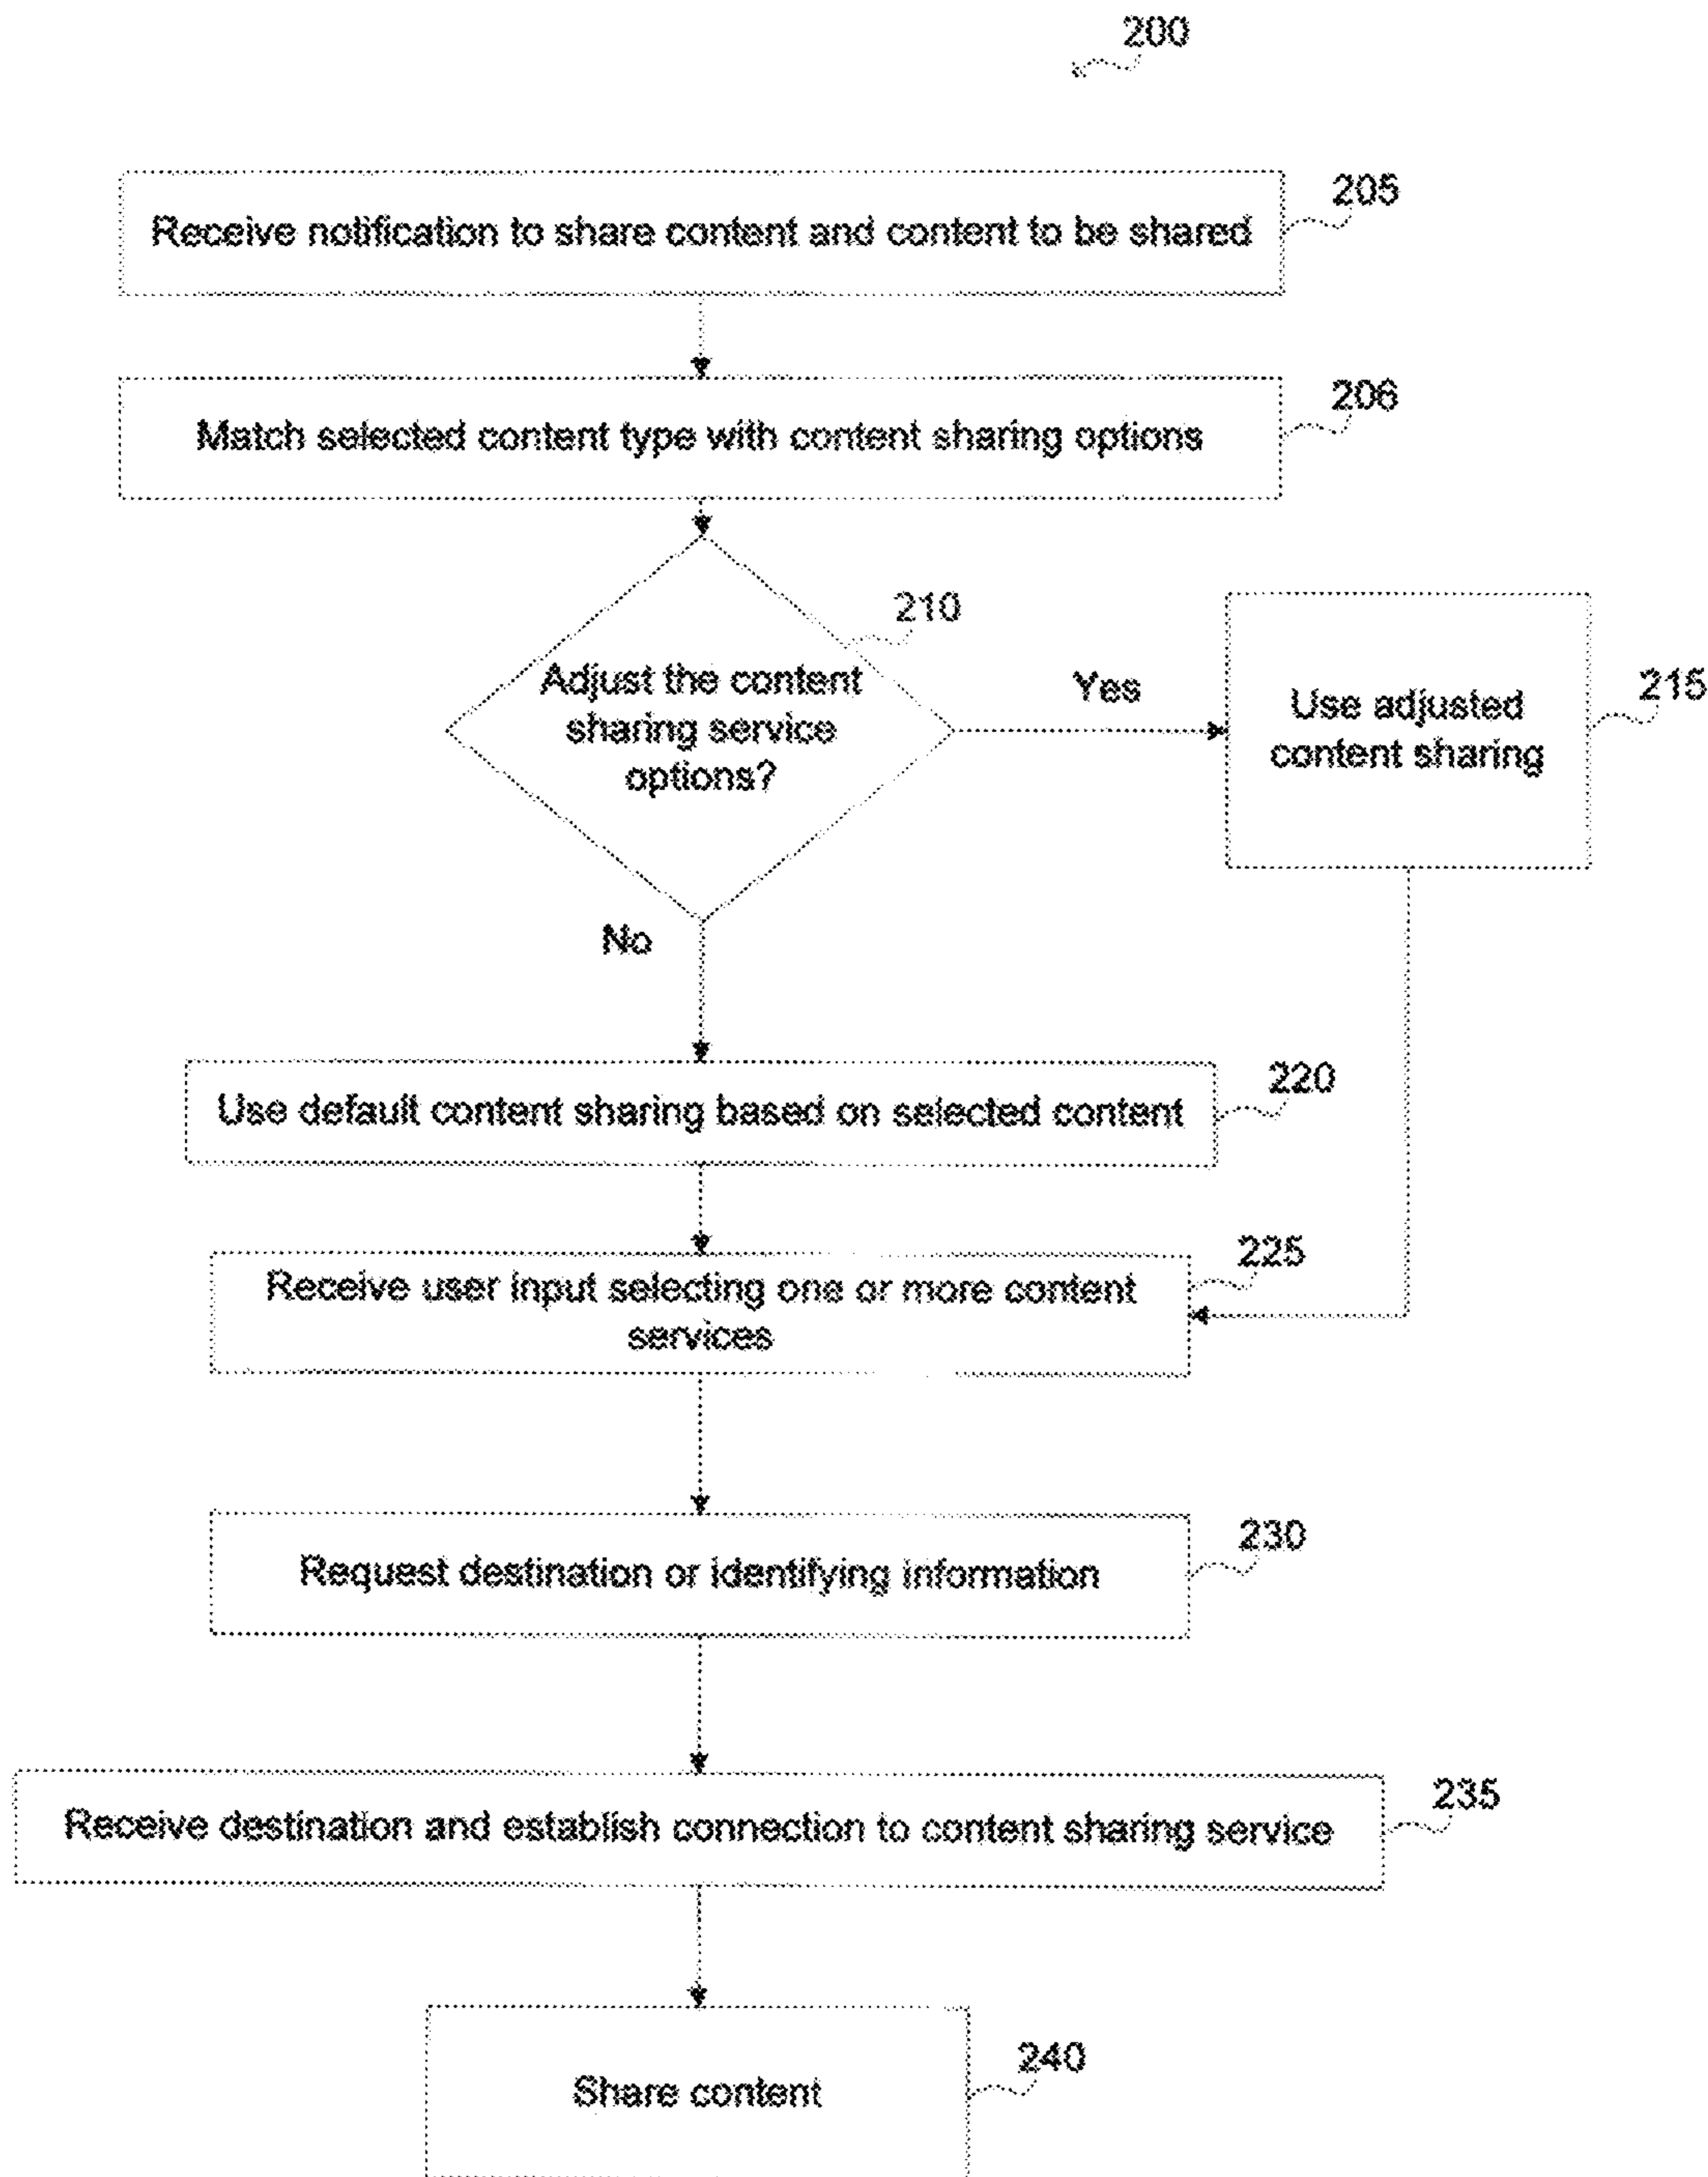 200
Receive notification to share content and content to be shared
205
Match selected content type with content sharing options
206
210
Adjust the content
sharing service
options?
Yes
Use adjusted
content sharing
215
No
Use default content sharing based on selected content
220
Receive user input selecting one or more content
services
225
Request destination or identifying information
230
Receive destination and establish connection to content sharing service
235
Share content
240